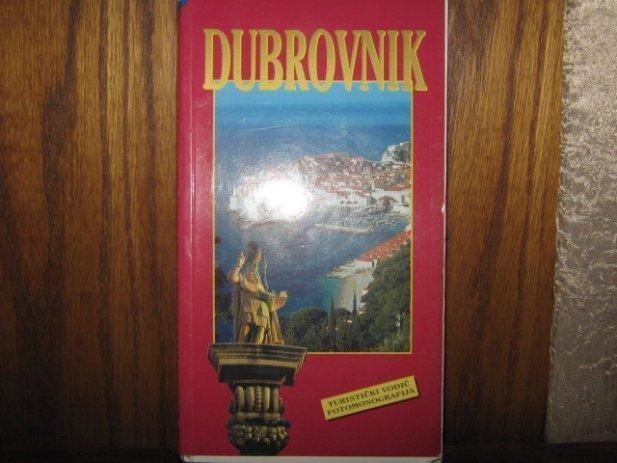 DUBROVNIK
TURISTIČKI VODIČ
FOTOMONOGRAFIJA